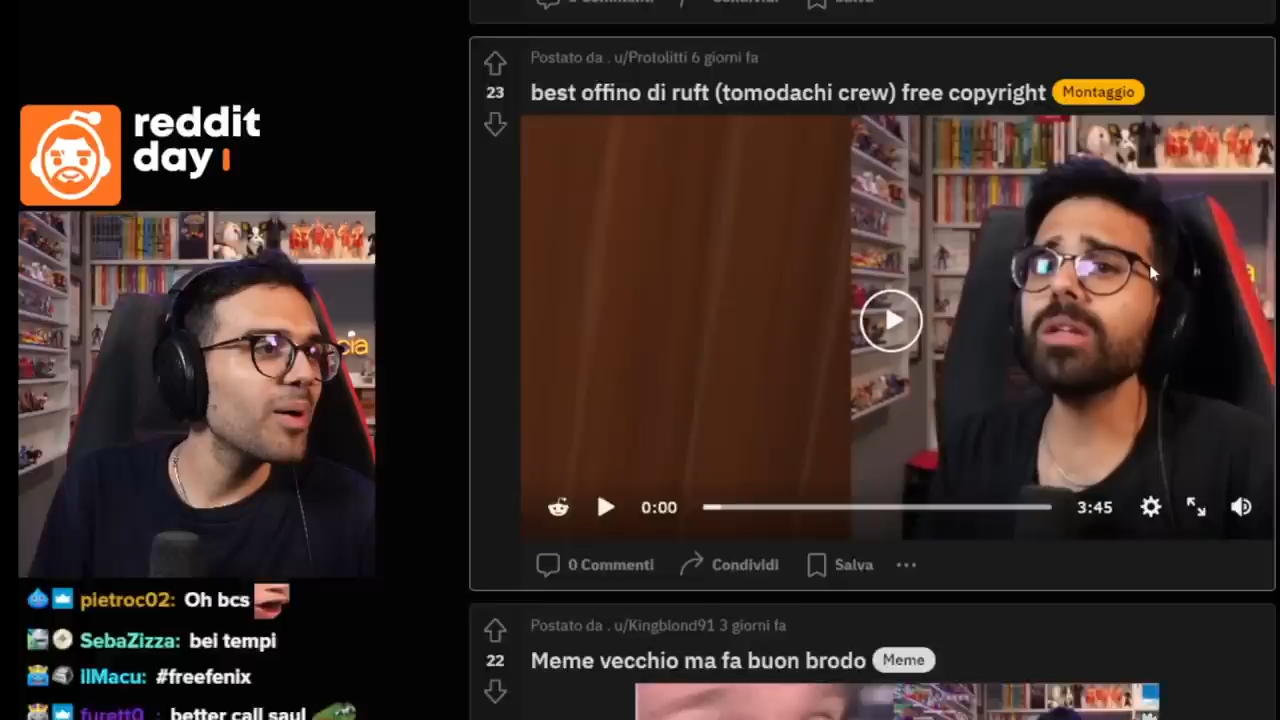 Postato da . u/Protolitti 6 giorni fa
23
best offino di ruft (tomodachi crew) free copyright Montaggio
reddit
day
0:00
3:45
0 Commenti
Condividi
Salva
pietroc02: Oh bcs
SebaZizza: bei tempi
ilMacu: #freefenix
furett0_: better call saul
Postato da . u/Kingblond91 3 giorni fa
22
Meme vecchio ma fa buon brodo Meme